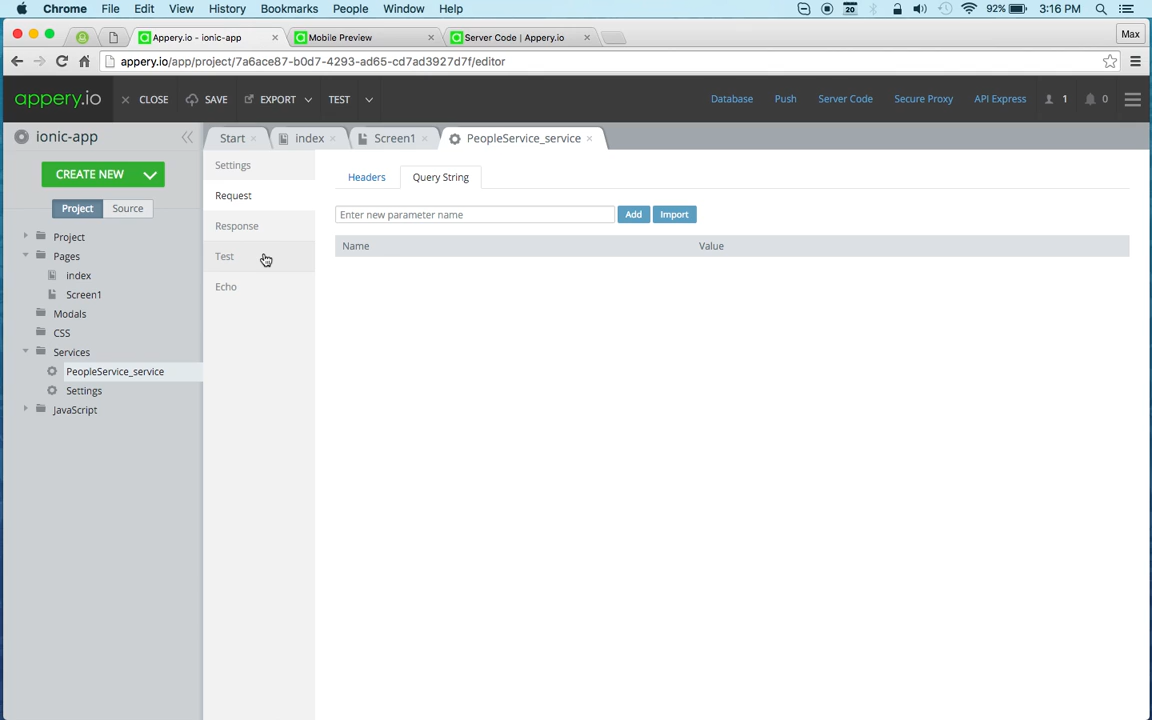 Chrome File Edit View History Bookmarks People Window Help 20 92% 3:16 PM
Appery.io - ionic-app Mobile Preview Server Code | Appery.io Max
appery.io/app/project/7a6ace87-b0d7-4293-ad65-cd7ad3927d7f/editor
appery.io CLOSE SAVE EXPORT TEST Database Push Server Code Secure Proxy API Express 1 0
ionic-app
Start index Screen1 PeopleService_service
CREATE NEW
Project Source
Project
Pages
index
Screen1
Modals
CSS
Services
PeopleService_service
Settings
JavaScript
Settings
Request
Response
Test
Echo
Headers Query String
Enter new parameter name Add Import
Name Value